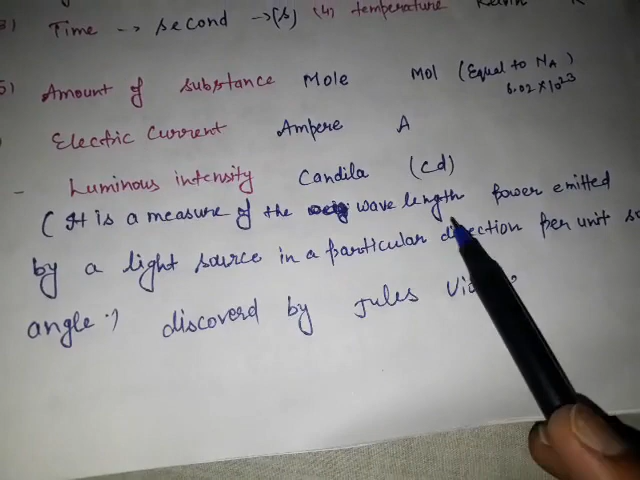 3) Time --> second -->(s) (4) temperature Kelvin K
5) Amount of substance Mole Mol (Equal to NA)
6.02 × 10²³
Electric Current Ampere A
- Luminous intensity Candila (cd)
(It is a measure of the wave length power emitted
by a light source in a particular direction per unit
angle.) discoverd by Jules